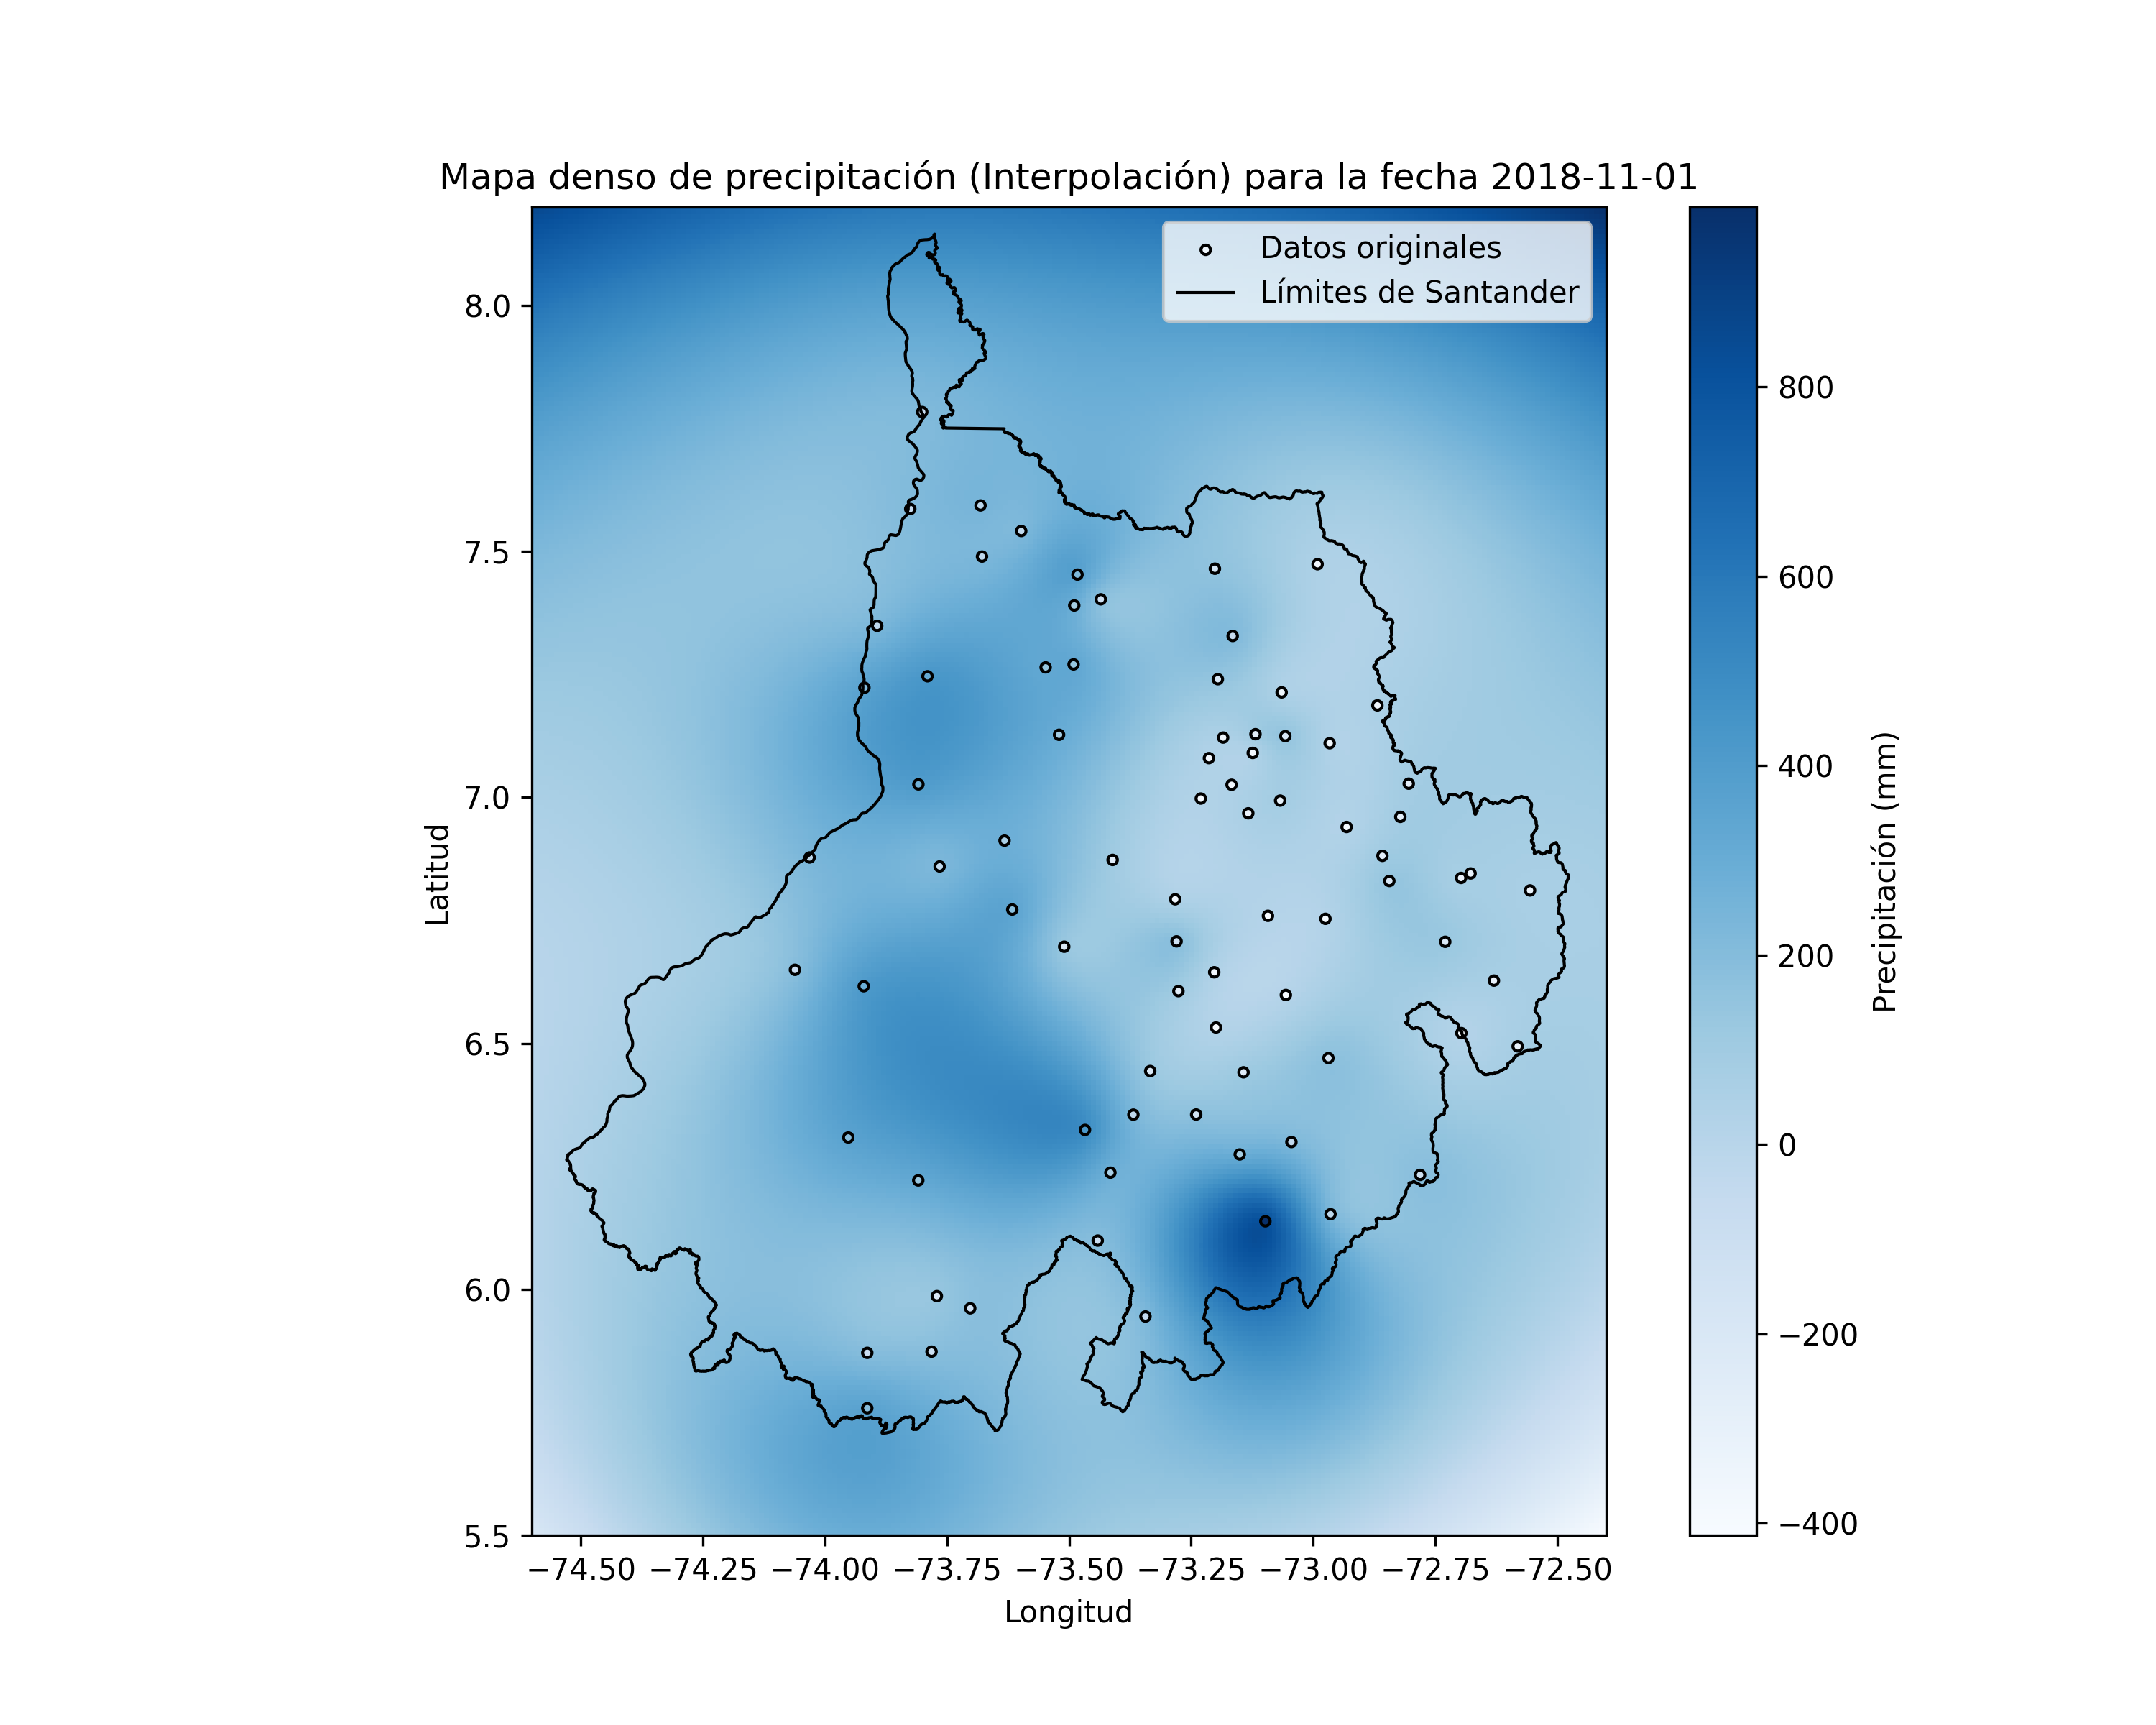 Mapa denso de precipitación (Interpolación) para la fecha 2018-11-01
Datos originales
Límites de Santander
8.0
7.5
7.0
6.5
6.0
5.5
Latitud
−74.50 −74.25 −74.00 −73.75 −73.50 −73.25 −73.00 −72.75 −72.50
Longitud
800
600
400
200
0
−200
−400
Precipitación (mm)